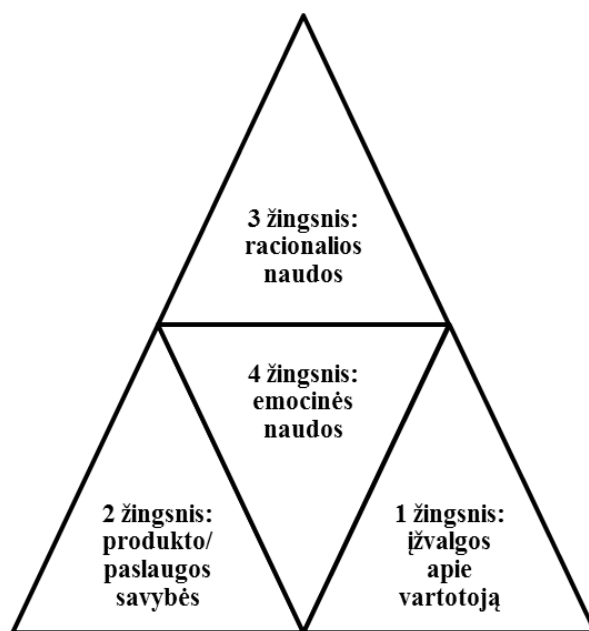 3 žingsnis:
racionalios
naudos
4 žingsnis:
emocinės
naudos
2 žingsnis:
produkto/
paslaugos
savybės
1 žingsnis:
įžvalgos
apie
vartotoją